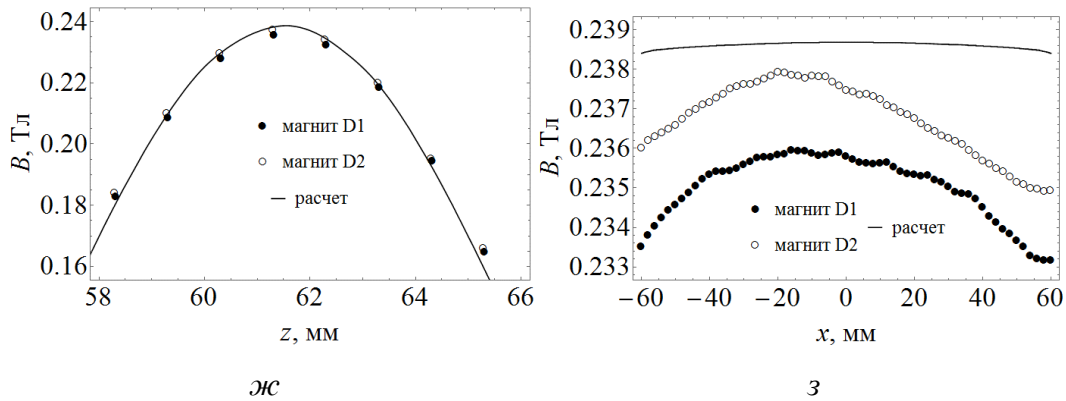 0.24
0.22
0.20
0.18
0.16
B, Тл
магнит D1
магнит D2
расчет
58 60 62 64 66
z, мм
ж
0.239
0.238
0.237
0.236
0.235
0.234
0.233
B, Тл
магнит D1
магнит D2
расчет
−60 −40 −20 0 20 40 60
x, мм
з